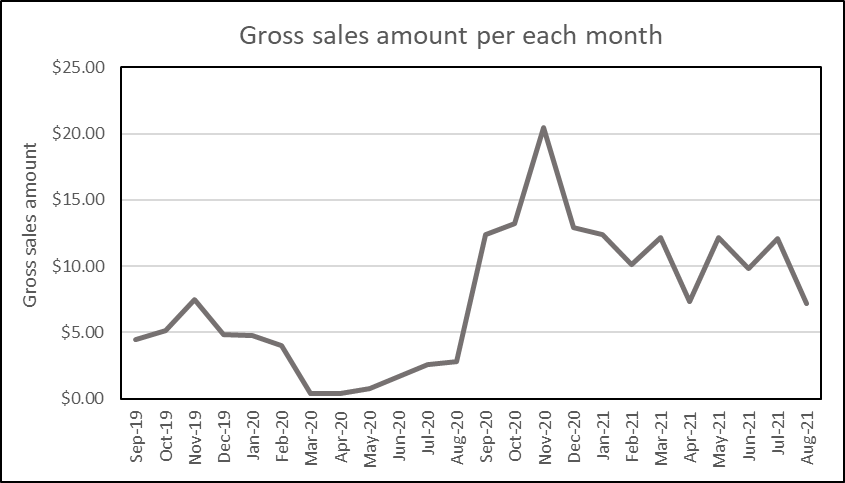 Gross sales amount per each month
$25.00
$20.00
$15.00
$10.00
$5.00
$0.00
Gross sales amount
Sep-19
Oct-19
Nov-19
Dec-19
Jan-20
Feb-20
Mar-20
Apr-20
May-20
Jun-20
Jul-20
Aug-20
Sep-20
Oct-20
Nov-20
Dec-20
Jan-21
Feb-21
Mar-21
Apr-21
May-21
Jun-21
Jul-21
Aug-21